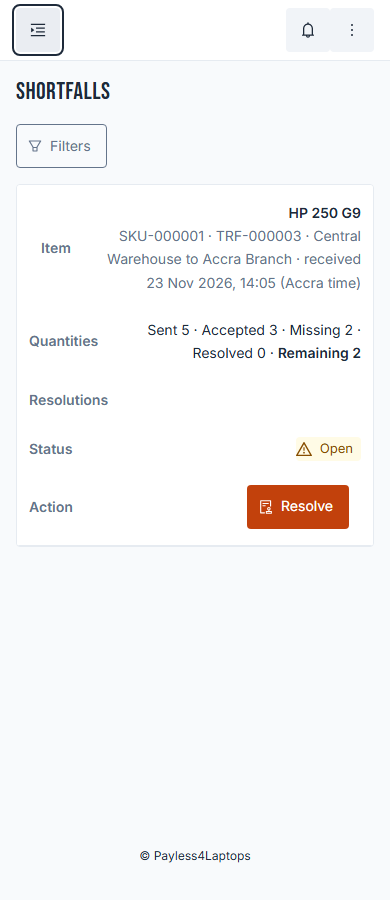 SHORTFALLS
Filters
Item
HP 250 G9
SKU-000001 · TRF-000003 · Central
Warehouse to Accra Branch · received
23 Nov 2026, 14:05 (Accra time)
Quantities
Sent 5 · Accepted 3 · Missing 2 ·
Resolved 0 · Remaining 2
Resolutions
Status
Open
Action
Resolve
© Payless4Laptops